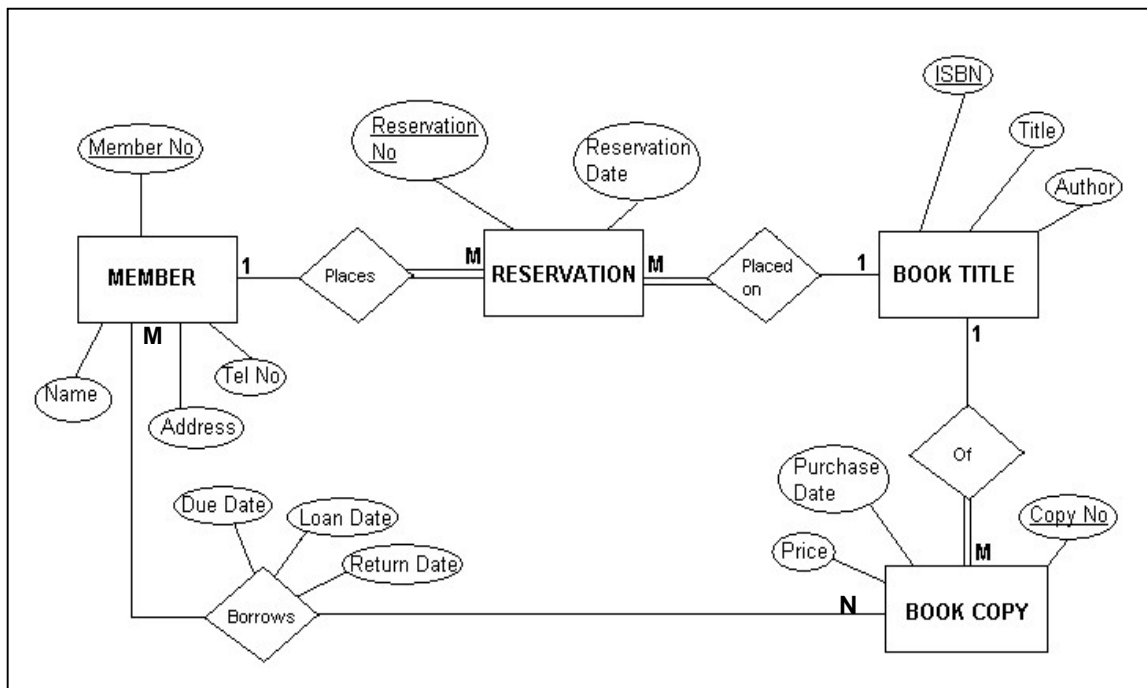 ISBN
Title
Author
Member No
Reservation
No
Reservation
Date
MEMBER
1
Places
M
RESERVATION
M
Placed
on
1
BOOK TITLE
M
1
Name
Address
Tel No
Of
Due Date
Loan Date
Return Date
Purchase
Date
Copy No
Price
M
Borrows
N
BOOK COPY